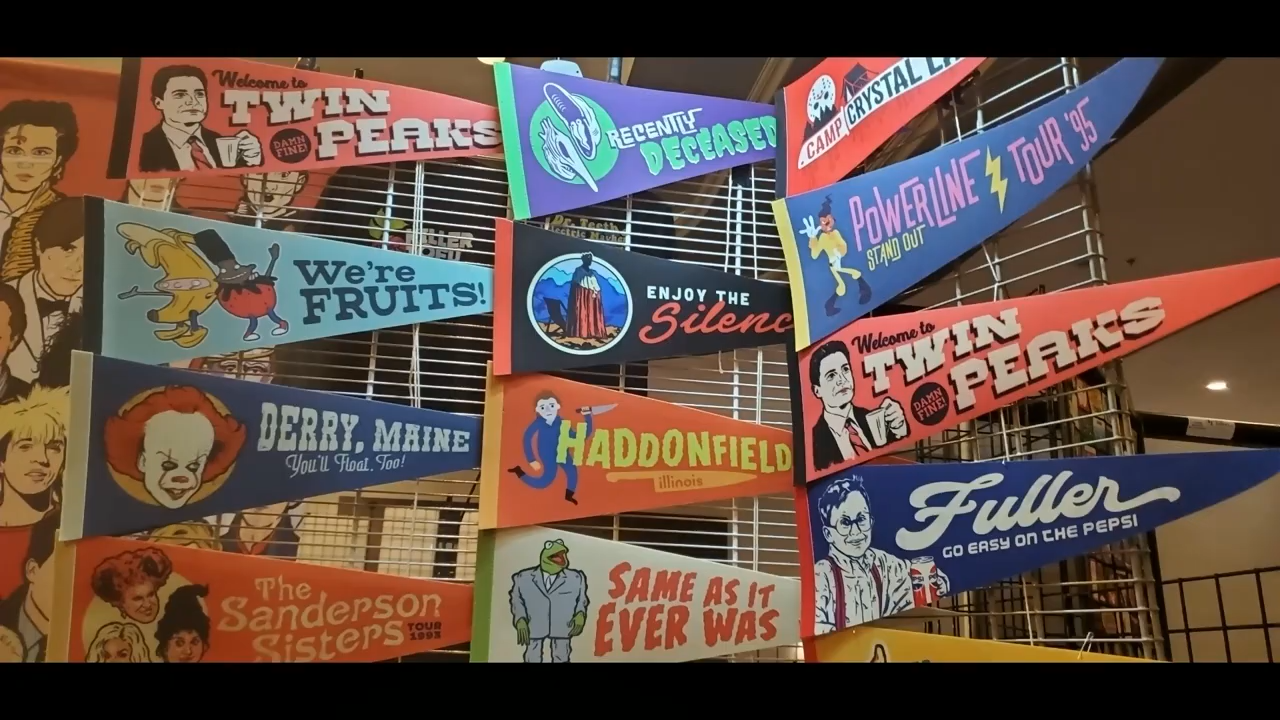 Welcome to
TWIN
PEAKS
DAMN
FINE!
RECENTLY
DECEASED
CAMP
CRYSTAL
POWERLINE
TOUR '95
STAND OUT
We're
FRUITS!
Dr. Teeth
ENJOY THE
Silenc
Welcome to
TWIN
PEAKS
DAMN
FINE!
DERRY, MAINE
You'll Float, Too!
HADDONFIELD
illinois
Fuller
GO EASY ON THE PEPSI
The
Sanderson
Sisters
TOUR
1993
SAME AS IT
EVER WAS